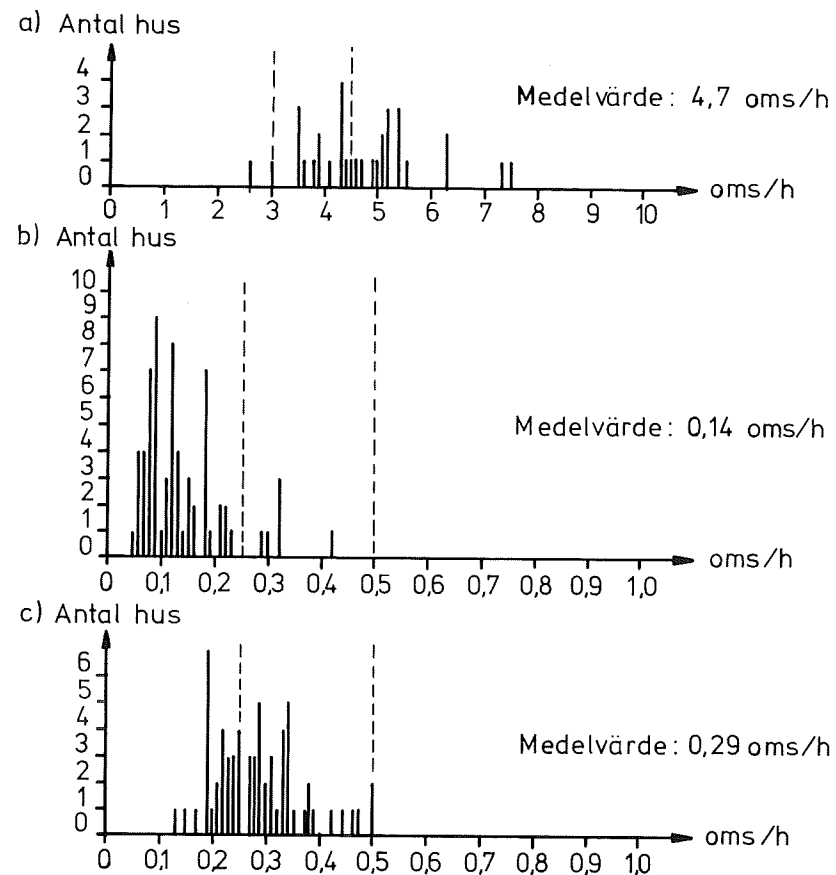 a) Antal hus
4
3
2
1
0
Medelvärde: 4,7 oms/h
0 1 2 3 4 5 6 7 8 9 10 oms/h
b) Antal hus
10
9
8
7
6
5
4
3
2
1
0
Medelvärde: 0,14 oms/h
0 0,1 0,2 0,3 0,4 0,5 0,6 0,7 0,8 0,9 1,0 oms/h
c) Antal hus
6
5
4
3
2
1
0
Medelvärde: 0,29 oms/h
0 0,1 0,2 0,3 0,4 0,5 0,6 0,7 0,8 0,9 1,0 oms/h